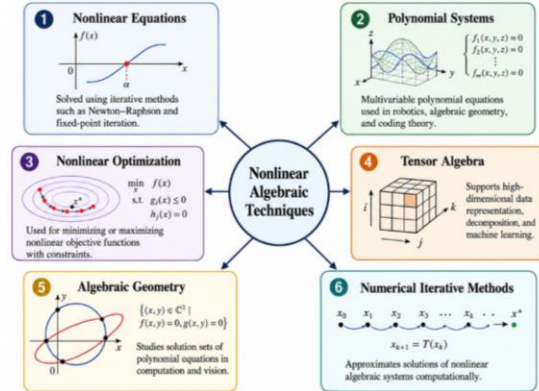 1 Nonlinear Equations
f(x)
0
α
x
Solved using iterative methods
such as Newton–Raphson and
fixed-point iteration.
2 Polynomial Systems
z
y
x
f₁(x, y, z) = 0
f₂(x, y, z) = 0
⋮
fₘ(x, y, z) = 0
Multivariable polynomial equations
used in robotics, algebraic geometry,
and coding theory.
3 Nonlinear Optimization
x*
min f(x)
x
s.t. gᵢ(x) ≤ 0
hⱼ(x) = 0
Used for minimizing or maximizing
nonlinear objective functions
with constraints.
Nonlinear
Algebraic
Techniques
4 Tensor Algebra
i
j
k
Supports high-
dimensional data
representation,
decomposition, and
machine learning.
5 Algebraic Geometry
y
x
0
{(x, y) ∈ ℂ² |
f(x, y) = 0, g(x, y) = 0}
Studies solution sets of
polynomial equations in
computation and vision.
6 Numerical Iterative Methods
x₀ x₁ x₂ x₃ ⋯ xₖ ⋯ x*
xₖ₊₁ = T(xₖ)
Approximates solutions of nonlinear
algebraic systems computationally.